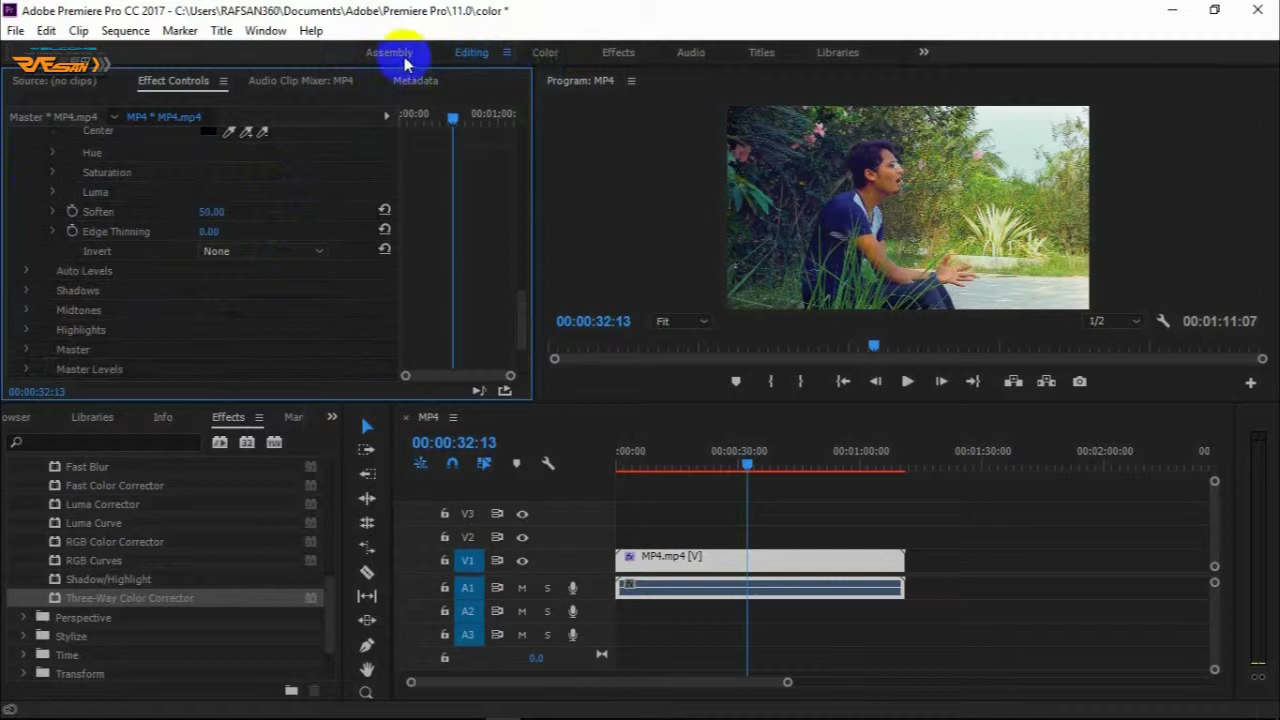 Adobe Premiere Pro CC 2017 - C:\Users\RAFSAN360\Documents\Adobe\Premiere Pro\11.0\color *
File Edit Clip Sequence Marker Title Window Help
WELCOME
RAFSAN
Assembly Editing Color Effects Audio Titles Libraries
Source: (no clips) Effect Controls Audio Clip Mixer: MP4 Metadata
Program: MP4
Master * MP4.mp4 MP4 * MP4.mp4
:00:00 00:01:00:
Center
Hue
Saturation
Luma
Soften 50.00
Edge Thinning 0.00
Invert None
Auto Levels
Shadows
Midtones
Highlights
Master
Master Levels
00:00:32:13
00:00:32:13 Fit 1/2 00:01:11:07
owser Libraries Info Effects Mar
Fast Blur
Fast Color Corrector
Luma Corrector
Luma Curve
RGB Color Corrector
RGB Curves
Shadow/Highlight
Three-Way Color Corrector
Perspective
Stylize
Time
Transform
× MP4
00:00:32:13
:00:00 00:00:30:00 00:01:00:00 00:01:30:00 00:02:00:00 00
V3
V2
V1 fx MP4.mp4 [V]
A1 M S
A2 M S
A3 M S
0.0